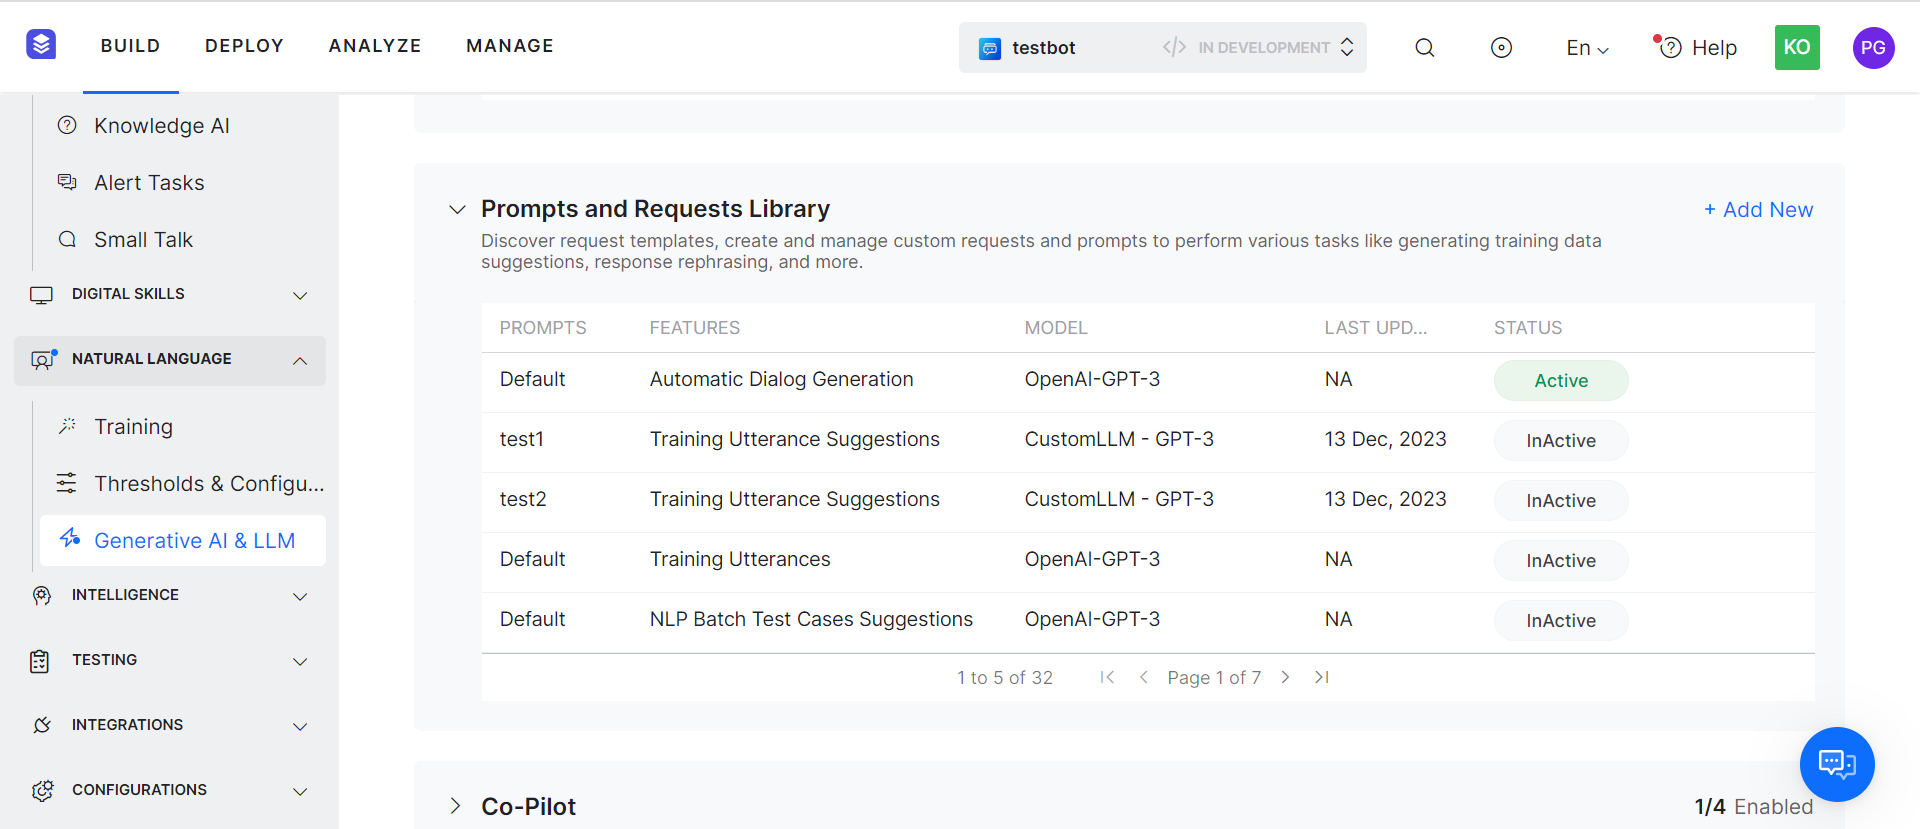 BUILD DEPLOY ANALYZE MANAGE testbot </> IN DEVELOPMENT En Help KO PG
Knowledge AI
Alert Tasks
Small Talk
DIGITAL SKILLS
NATURAL LANGUAGE
Training
Thresholds & Configu...
Generative AI & LLM
INTELLIGENCE
TESTING
INTEGRATIONS
CONFIGURATIONS
Prompts and Requests Library + Add New
Discover request templates, create and manage custom requests and prompts to perform various tasks like generating training data
suggestions, response rephrasing, and more.
PROMPTS FEATURES MODEL LAST UPD... STATUS
Default Automatic Dialog Generation OpenAI-GPT-3 NA Active
test1 Training Utterance Suggestions CustomLLM - GPT-3 13 Dec, 2023 InActive
test2 Training Utterance Suggestions CustomLLM - GPT-3 13 Dec, 2023 InActive
Default Training Utterances OpenAI-GPT-3 NA InActive
Default NLP Batch Test Cases Suggestions OpenAI-GPT-3 NA InActive
1 to 5 of 32 Page 1 of 7
Co-Pilot 1/4 Enabled